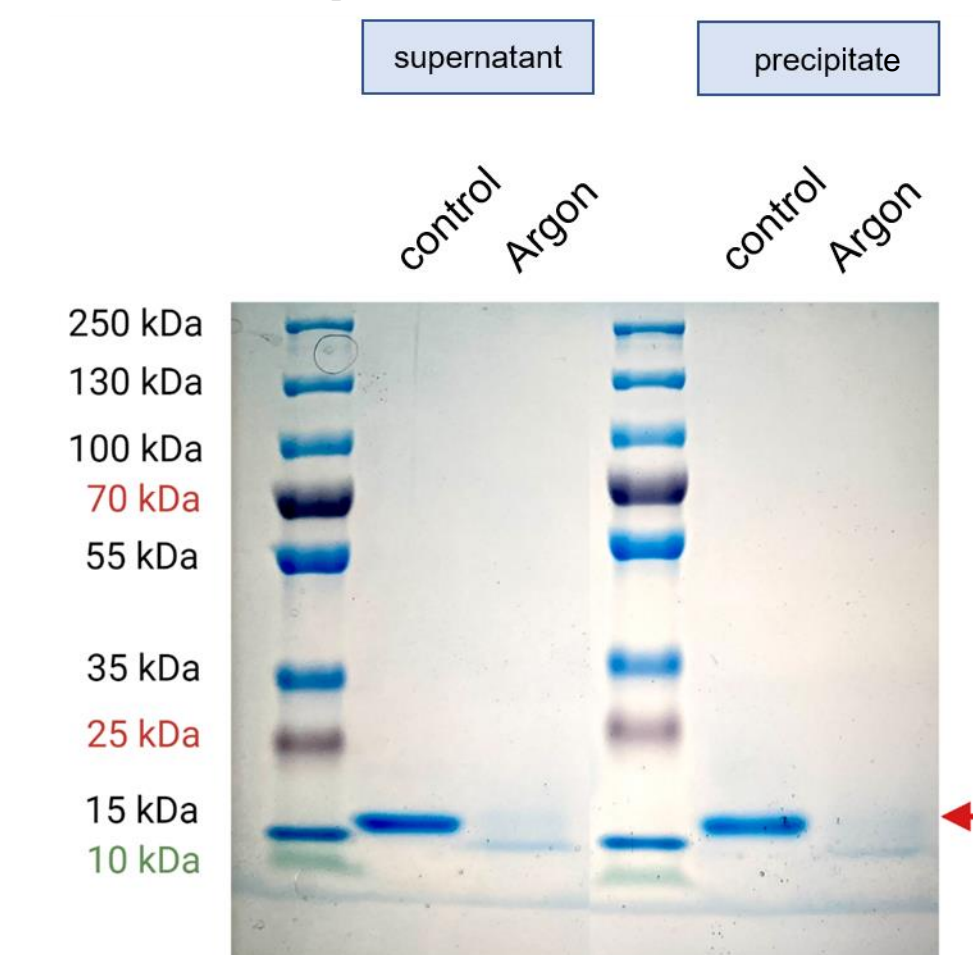 supernatant
precipitate
control
Argon
control
Argon
250 kDa
130 kDa
100 kDa
70 kDa
55 kDa
35 kDa
25 kDa
15 kDa
10 kDa